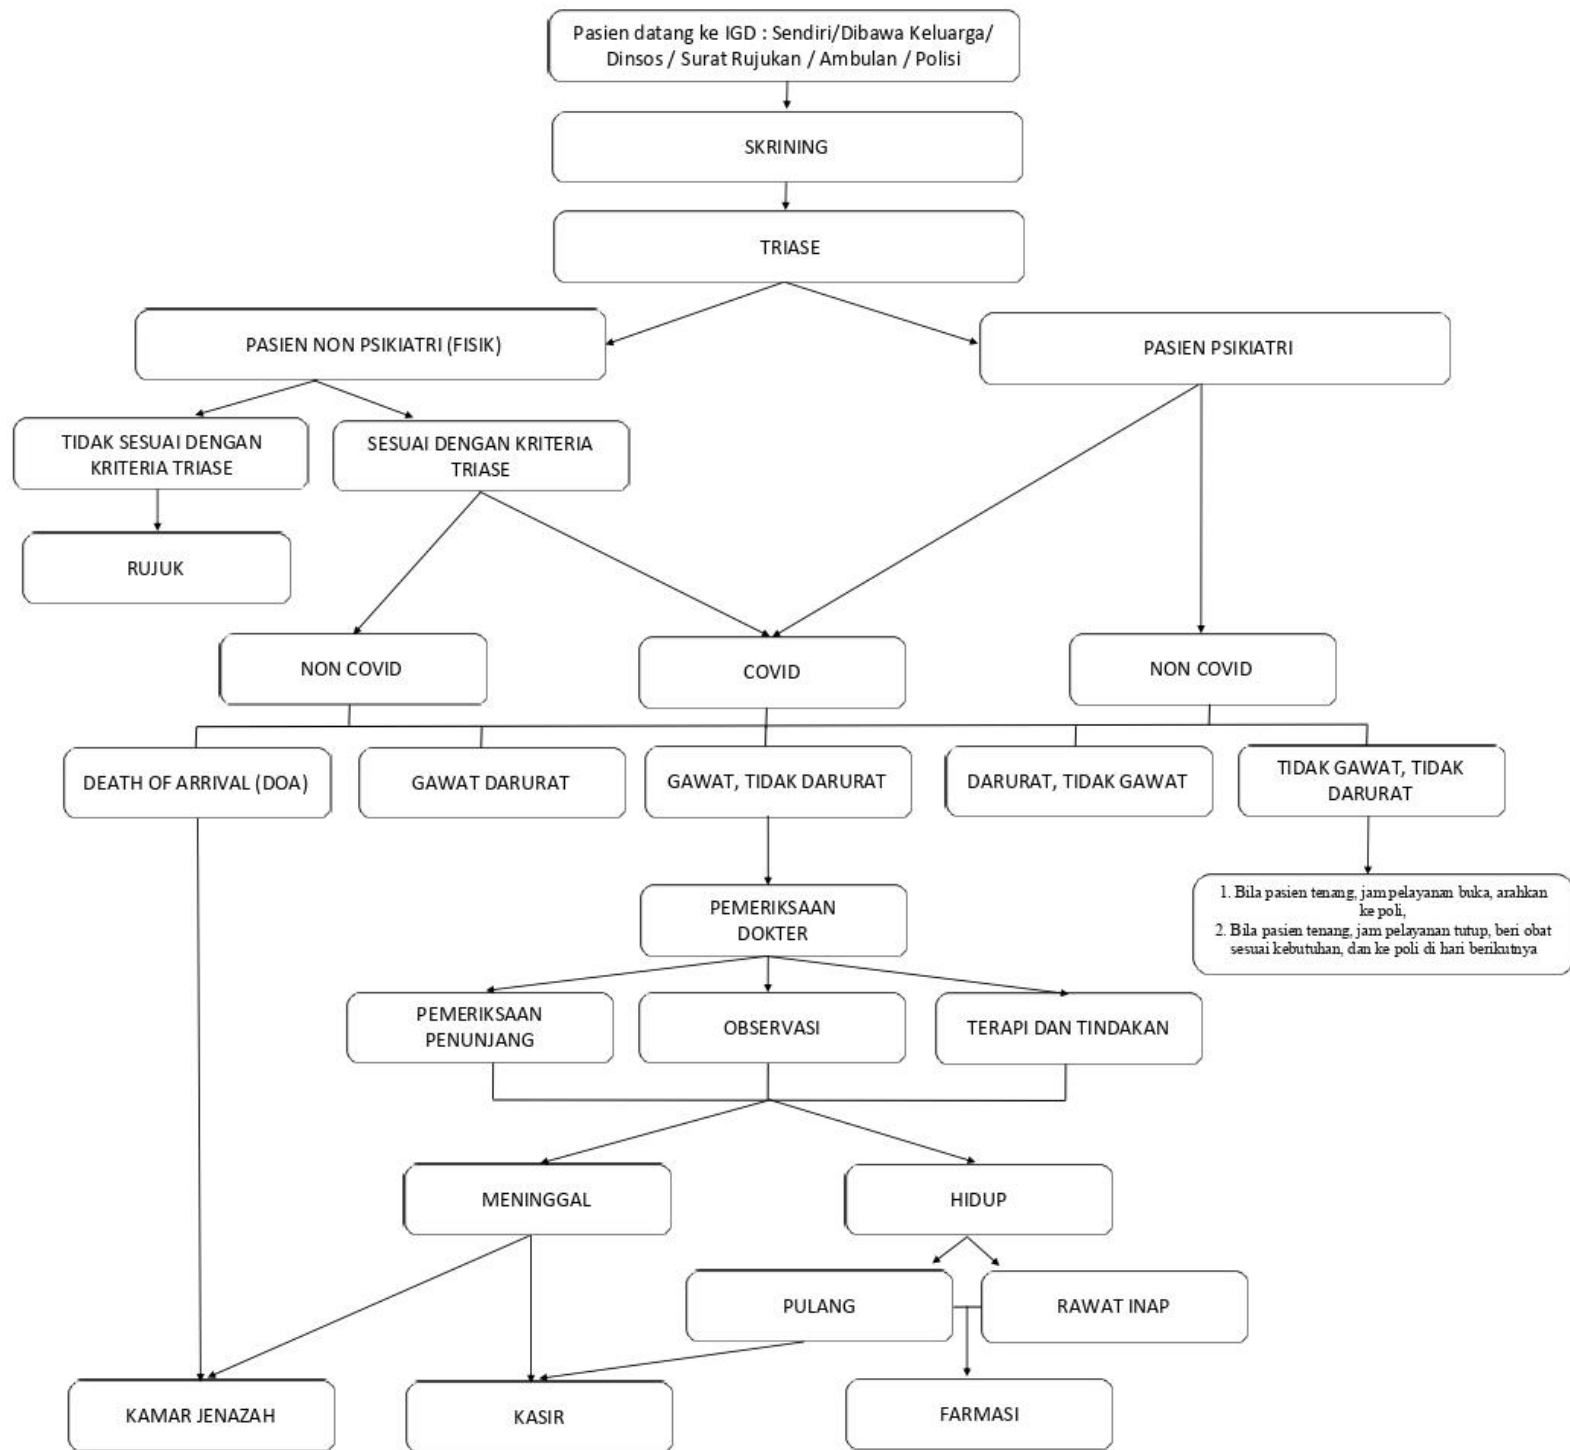 Pasien datang ke IGD : Sendiri/Dibawa Keluarga/
Dinsos / Surat Rujukan / Ambulan / Polisi
SKRINING
TRIASE
PASIEN NON PSIKIATRI (FISIK)
PASIEN PSIKIATRI
TIDAK SESUAI DENGAN
KRITERIA TRIASE
SESUAI DENGAN KRITERIA
TRIASE
RUJUK
NON COVID
COVID
NON COVID
DEATH OF ARRIVAL (DOA)
GAWAT DARURAT
GAWAT, TIDAK DARURAT
DARURAT, TIDAK GAWAT
TIDAK GAWAT, TIDAK
DARURAT
1. Bila pasien tenang, jam pelayanan buka, arahkan
ke poli,
2. Bila pasien tenang, jam pelayanan tutup, beri obat
sesuai kebutuhan, dan ke poli di hari berikutnya
PEMERIKSAAN
DOKTER
PEMERIKSAAN
PENUNJANG
OBSERVASI
TERAPI DAN TINDAKAN
MENINGGAL
HIDUP
PULANG
RAWAT INAP
KAMAR JENAZAH
KASIR
FARMASI